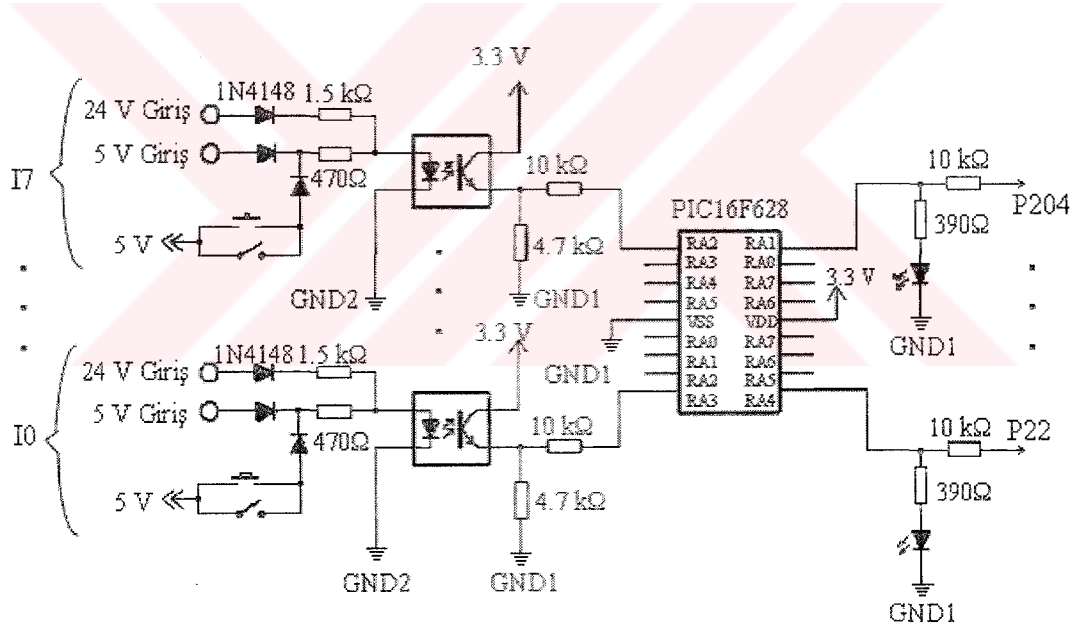 3.3 V
1N4148 1.5 kΩ
24 V Giriş
5 V Giriş
I7
470Ω
5 V
10 kΩ
4.7 kΩ
GND2
GND1
PIC16F628
RA2 RA1
RA3 RA0
RA4 RA7
RA5 RA6
VSS VDD
RA0 RA7
RA1 RA6
RA2 RA5
RA3 RA4
3.3 V
GND1
10 kΩ
P204
390Ω
GND1
3.3 V
1N4148 1.5 kΩ
24 V Giriş
5 V Giriş
I0
470Ω
5 V
10 kΩ
4.7 kΩ
GND2
GND1
10 kΩ
P22
390Ω
GND1